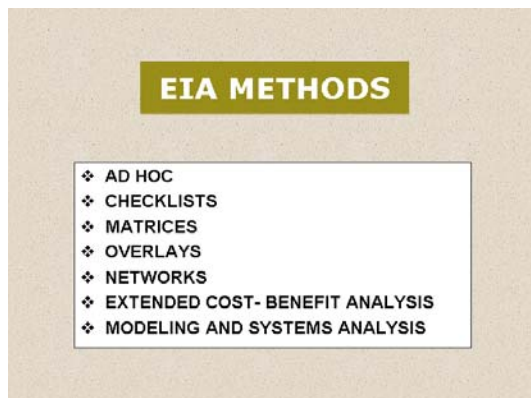 EIA METHODS
❖ AD HOC
❖ CHECKLISTS
❖ MATRICES
❖ OVERLAYS
❖ NETWORKS
❖ EXTENDED COST- BENEFIT ANALYSIS
❖ MODELING AND SYSTEMS ANALYSIS